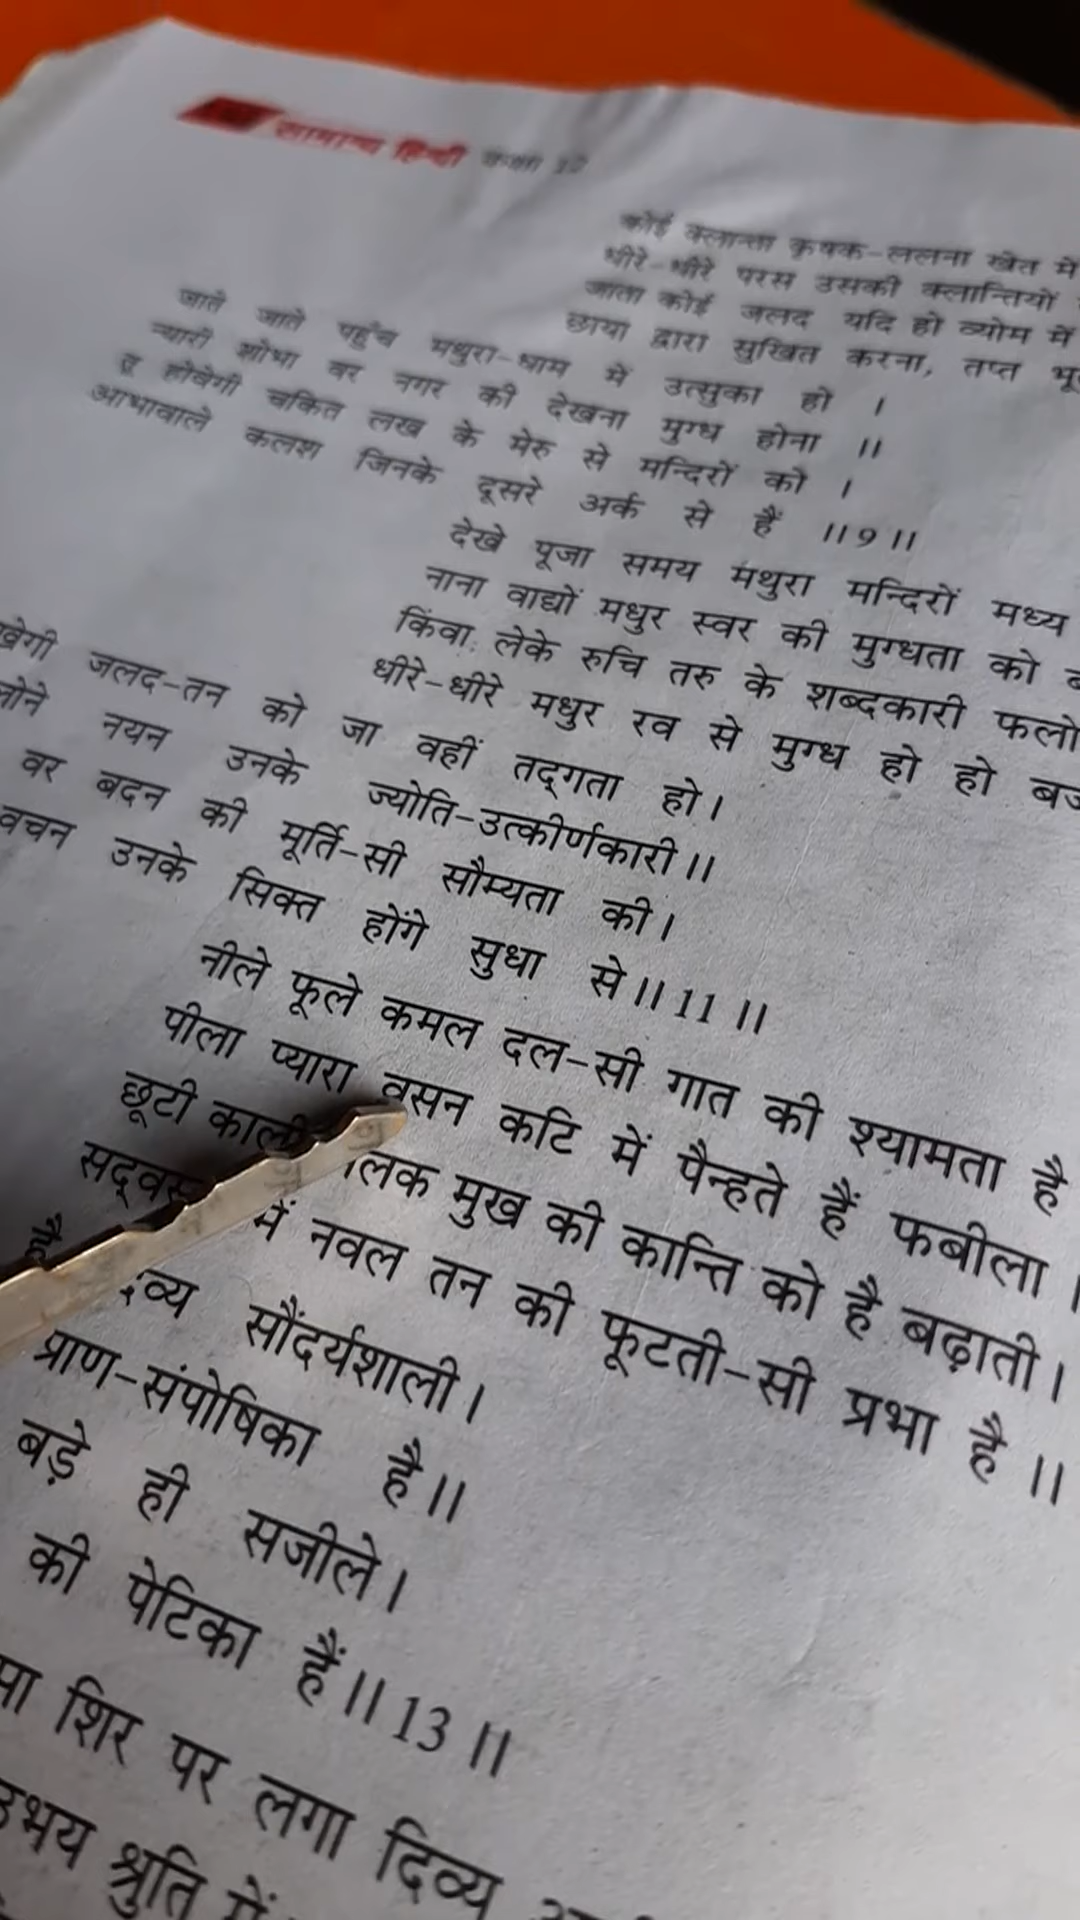 सामान्य हिन्दी कक्षा 12
कोई क्लान्ता कृषक-ललना खेत में
धीरे-धीरे परस उसकी क्लान्तियों
जाता कोई जलद यदि हो व्योम में
छाया द्वारा सुखित करना, तप्त
जाते जाते पहुँच मथुरा-धाम में उत्सुका हो ।
न्यारी शोभा वर नगर की देखना मुग्ध होना ॥
तू होवेगी चकित लख के मेरु से मन्दिरों को ।
आभावाले कलश जिनके दूसरे अर्क से हैं ॥9॥
देखे पूजा समय मथुरा मन्दिरों मध्य
नाना वाद्यों मधुर स्वर की मुग्धता को
किंवा लेके रुचि तरु के शब्दकारी फलों
धीरे-धीरे मधुर रव से मुग्ध हो हो
जलद-तन को जा वहीं तद्गता हो।
नयन उनके ज्योति-उत्कीर्णकारी॥
वर बदन की मूर्ति-सी सौम्यता की।
वचन उनके सिक्त होंगे सुधा से॥11॥
नीले फूले कमल दल-सी गात की श्यामता है
पीला प्यारा वसन कटि में पैन्हते हैं फबीला।
छूटी काली लक मुख की कान्ति को है बढ़ाती।
में नवल तन की फूटती-सी प्रभा है॥
सौंदर्यशाली।
प्राण-संपोषिका है॥
बड़े ही सजीले।
की पेटिका हैं॥13॥
शिर पर लगा दिव्य
श्रुति में